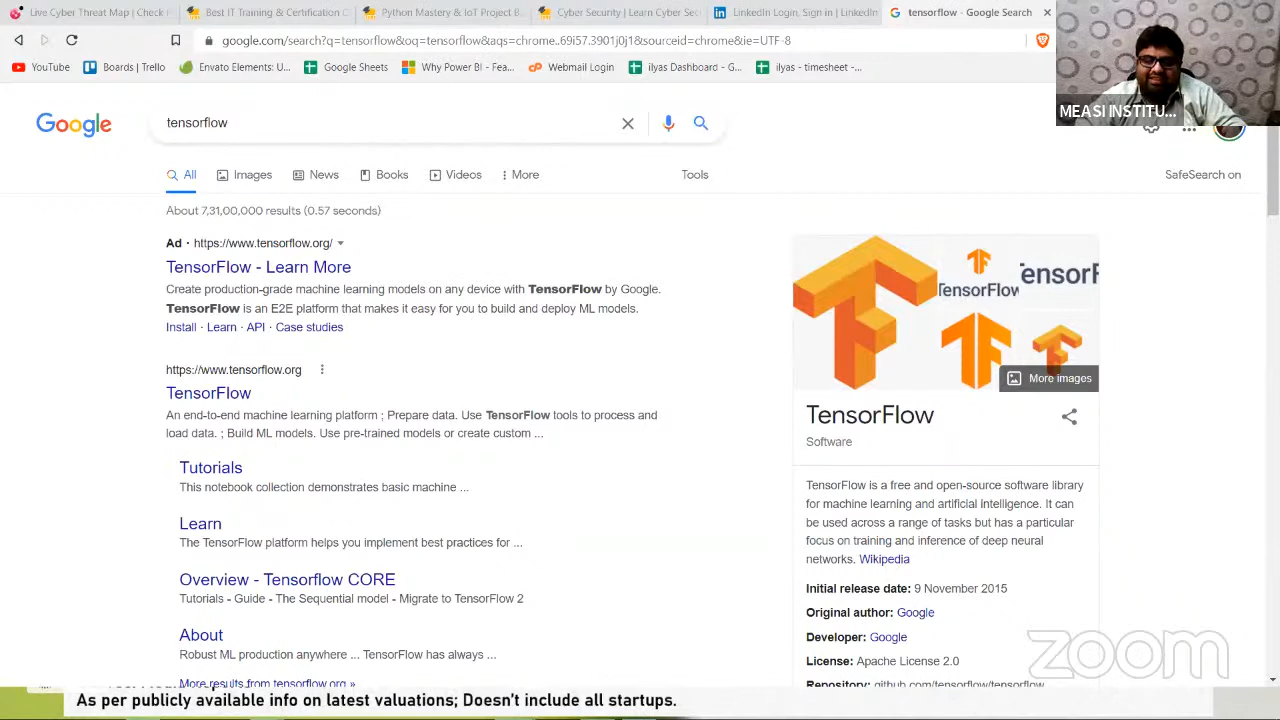 Live Cyber Threat Map | Che
Best IT Training & Certification C
Python Mastery & Bigdata IC
Cyber Security | Learn Cyber Sec
LinkedIn Login, Sign in | LinkedIn
tensorflow - Google Search
google.com/search?q=tensorflow&oq=tensorflow&aqs=chrome..69i57.3901j0j1&sourceid=chrome&ie=UTF-8
YouTube
Boards | Trello
Envato Elements: U...
Google Sheets
Why Power BI - Fea...
Webmail Login
ilyas Dashboard - G...
ilyas - timesheet -...
MEASI INSTITU...
Google
tensorflow
All
Images
News
Books
Videos
More
Tools
SafeSearch on
About 7,31,00,000 results (0.57 seconds)
Ad · https://www.tensorflow.org/
TensorFlow - Learn More
Create production-grade machine learning models on any device with TensorFlow by Google.
TensorFlow is an E2E platform that makes it easy for you to build and deploy ML models.
Install · Learn · API · Case studies
https://www.tensorflow.org
TensorFlow
An end-to-end machine learning platform ; Prepare data. Use TensorFlow tools to process and
load data. ; Build ML models. Use pre-trained models or create custom ...
Tutorials
This notebook collection demonstrates basic machine ...
Learn
The TensorFlow platform helps you implement best practices for ...
Overview - Tensorflow CORE
Tutorials - Guide - The Sequential model - Migrate to TensorFlow 2
About
Robust ML production anywhere ... TensorFlow has always ...
More results from tensorflow.org »
TensorFlow
More images
TensorFlow
Software
TensorFlow is a free and open-source software library
for machine learning and artificial intelligence. It can
be used across a range of tasks but has a particular
focus on training and inference of deep neural
networks. Wikipedia
Initial release date: 9 November 2015
Original author: Google
Developer: Google
License: Apache License 2.0
Repository: github.com/tensorflow/tensorflow
zoom
As per publicly available info on latest valuations; Doesn't include all startups.